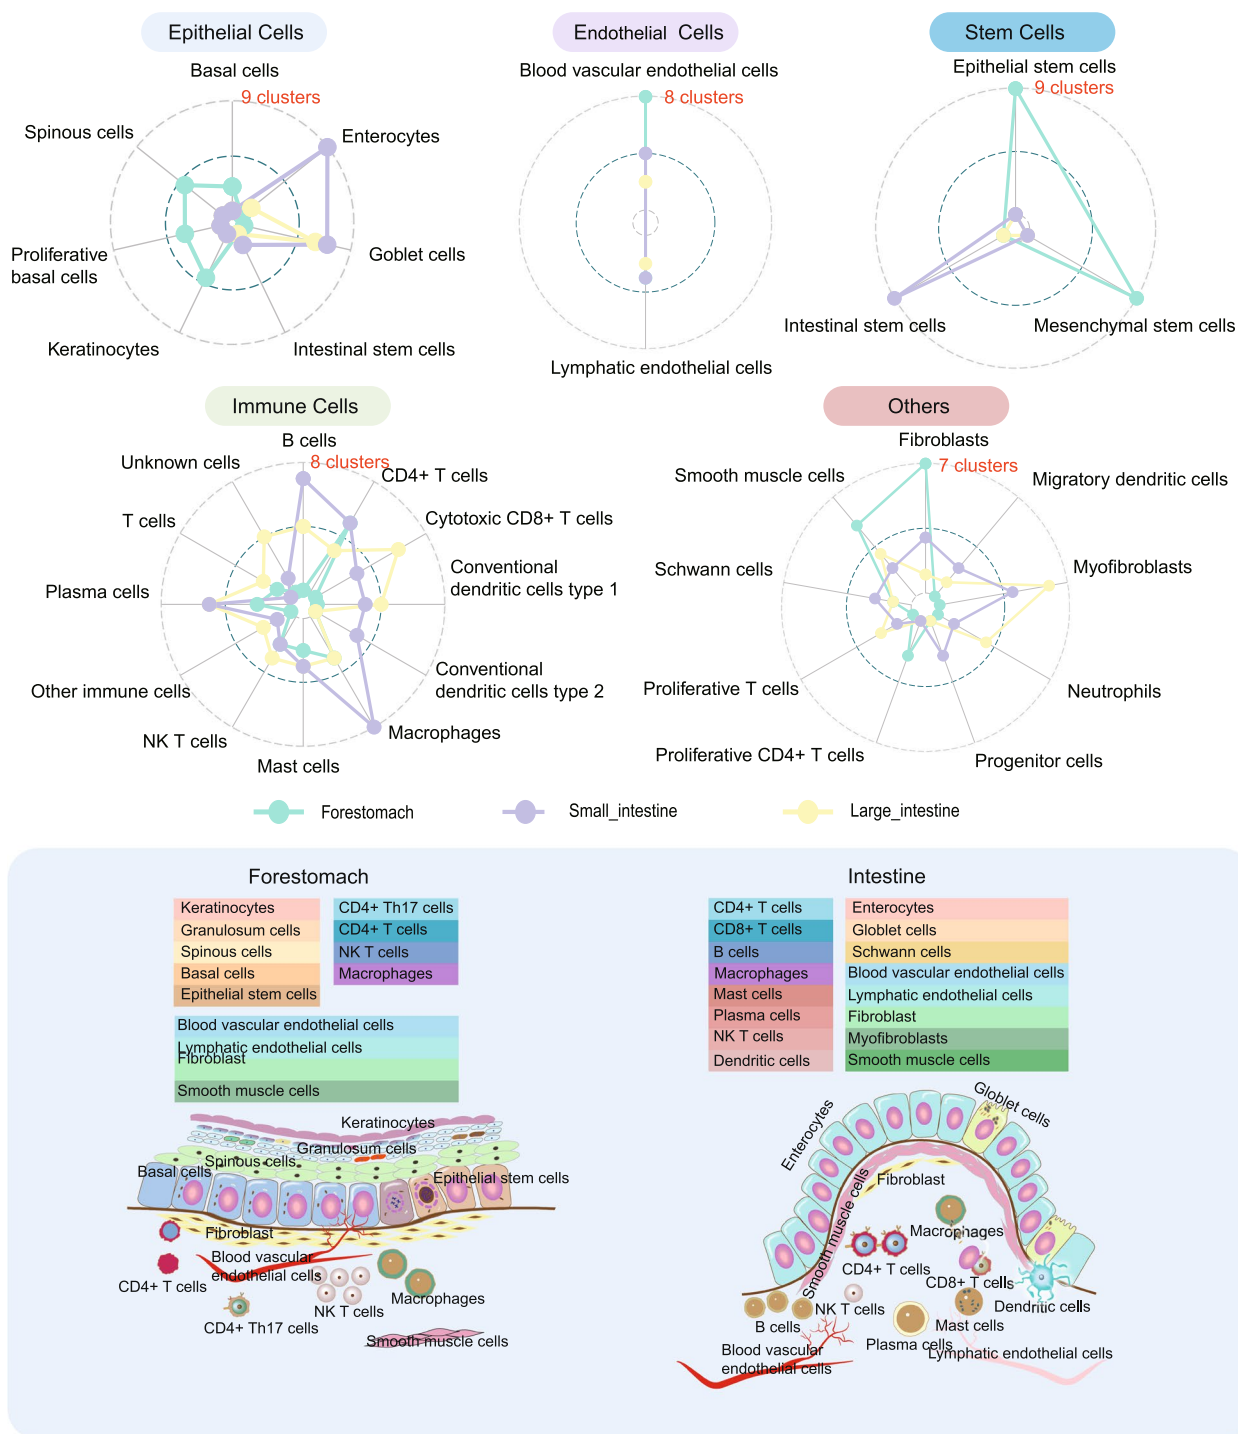 Epithelial Cells
Basal cells
9 clusters
Spinous cells
Enterocytes
Proliferative
basal cells
Goblet cells
Keratinocytes
Intestinal stem cells
Endothelial Cells
Blood vascular endothelial cells
8 clusters
Lymphatic endothelial cells
Stem Cells
Epithelial stem cells
9 clusters
Intestinal stem cells
Mesenchymal stem cells
Immune Cells
B cells
8 clusters
Unknown cells
CD4+ T cells
T cells
Cytotoxic CD8+ T cells
Plasma cells
Conventional
dendritic cells type 1
Other immune cells
Conventional
dendritic cells type 2
NK T cells
Macrophages
Mast cells
Others
Fibroblasts
7 clusters
Smooth muscle cells
Migratory dendritic cells
Schwann cells
Myofibroblasts
Proliferative T cells
Neutrophils
Proliferative CD4+ T cells
Progenitor cells
Forestomach
Small_intestine
Large_intestine
Forestomach
Keratinocytes
Granulosum cells
Spinous cells
Basal cells
Epithelial stem cells
CD4+ Th17 cells
CD4+ T cells
NK T cells
Macrophages
Blood vascular endothelial cells
Lymphatic endothelial cells
Fibroblast
Smooth muscle cells
Keratinocytes
Granulosum cells
Spinous cells
Basal cells
Epithelial stem cells
Fibroblast
Blood vascular
endothelial cells
CD4+ T cells
NK T cells
Macrophages
CD4+ Th17 cells
Smooth muscle cells
Intestine
CD4+ T cells
CD8+ T cells
B cells
Macrophages
Mast cells
Plasma cells
NK T cells
Dendritic cells
Enterocytes
Globlet cells
Schwann cells
Blood vascular endothelial cells
Lymphatic endothelial cells
Fibroblast
Myofibroblasts
Smooth muscle cells
Globlet cells
Enterocytes
Fibroblast
Smooth muscle cells
Macrophages
CD4+ T cells
CD8+ T cells
Dendritic cells
NK T cells
B cells
Mast cells
Plasma cells
Blood vascular
endothelial cells
Lymphatic endothelial cells